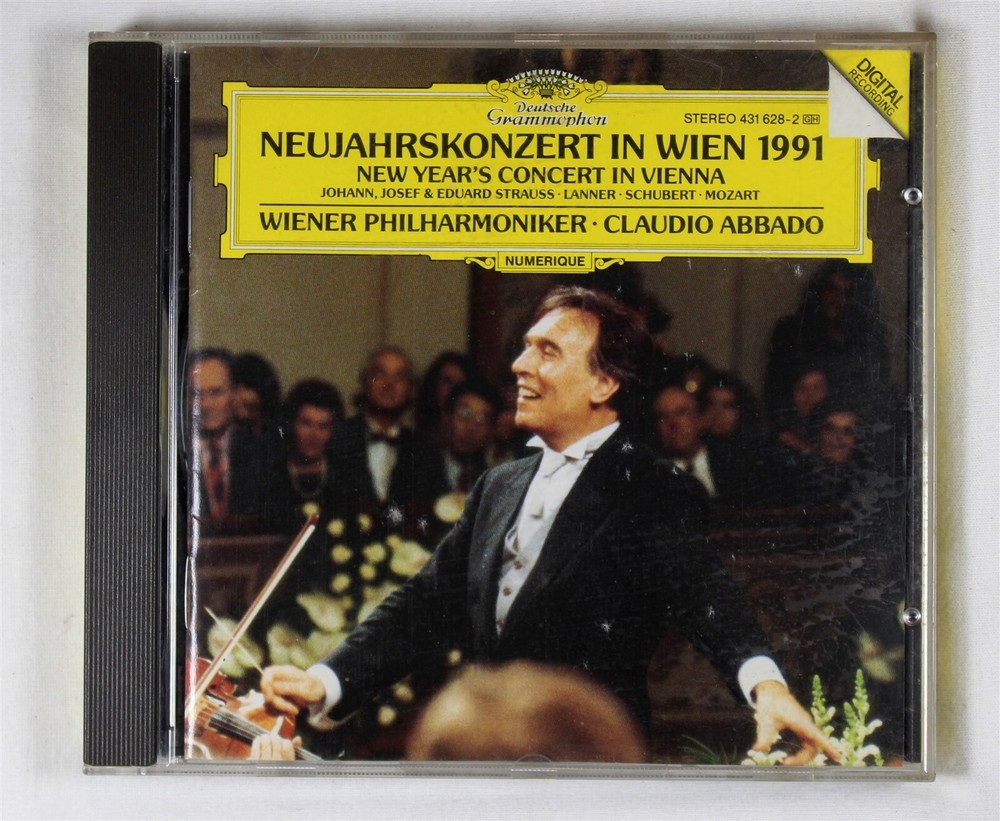 Deutsche
Grammophon
DIGITAL
RECORDING
STEREO 431 628-2 GH
NEUJAHRSKONZERT IN WIEN 1991
NEW YEAR'S CONCERT IN VIENNA
JOHANN, JOSEF & EDUARD STRAUSS · LANNER · SCHUBERT · MOZART
WIENER PHILHARMONIKER · CLAUDIO ABBADO
NUMERIQUE